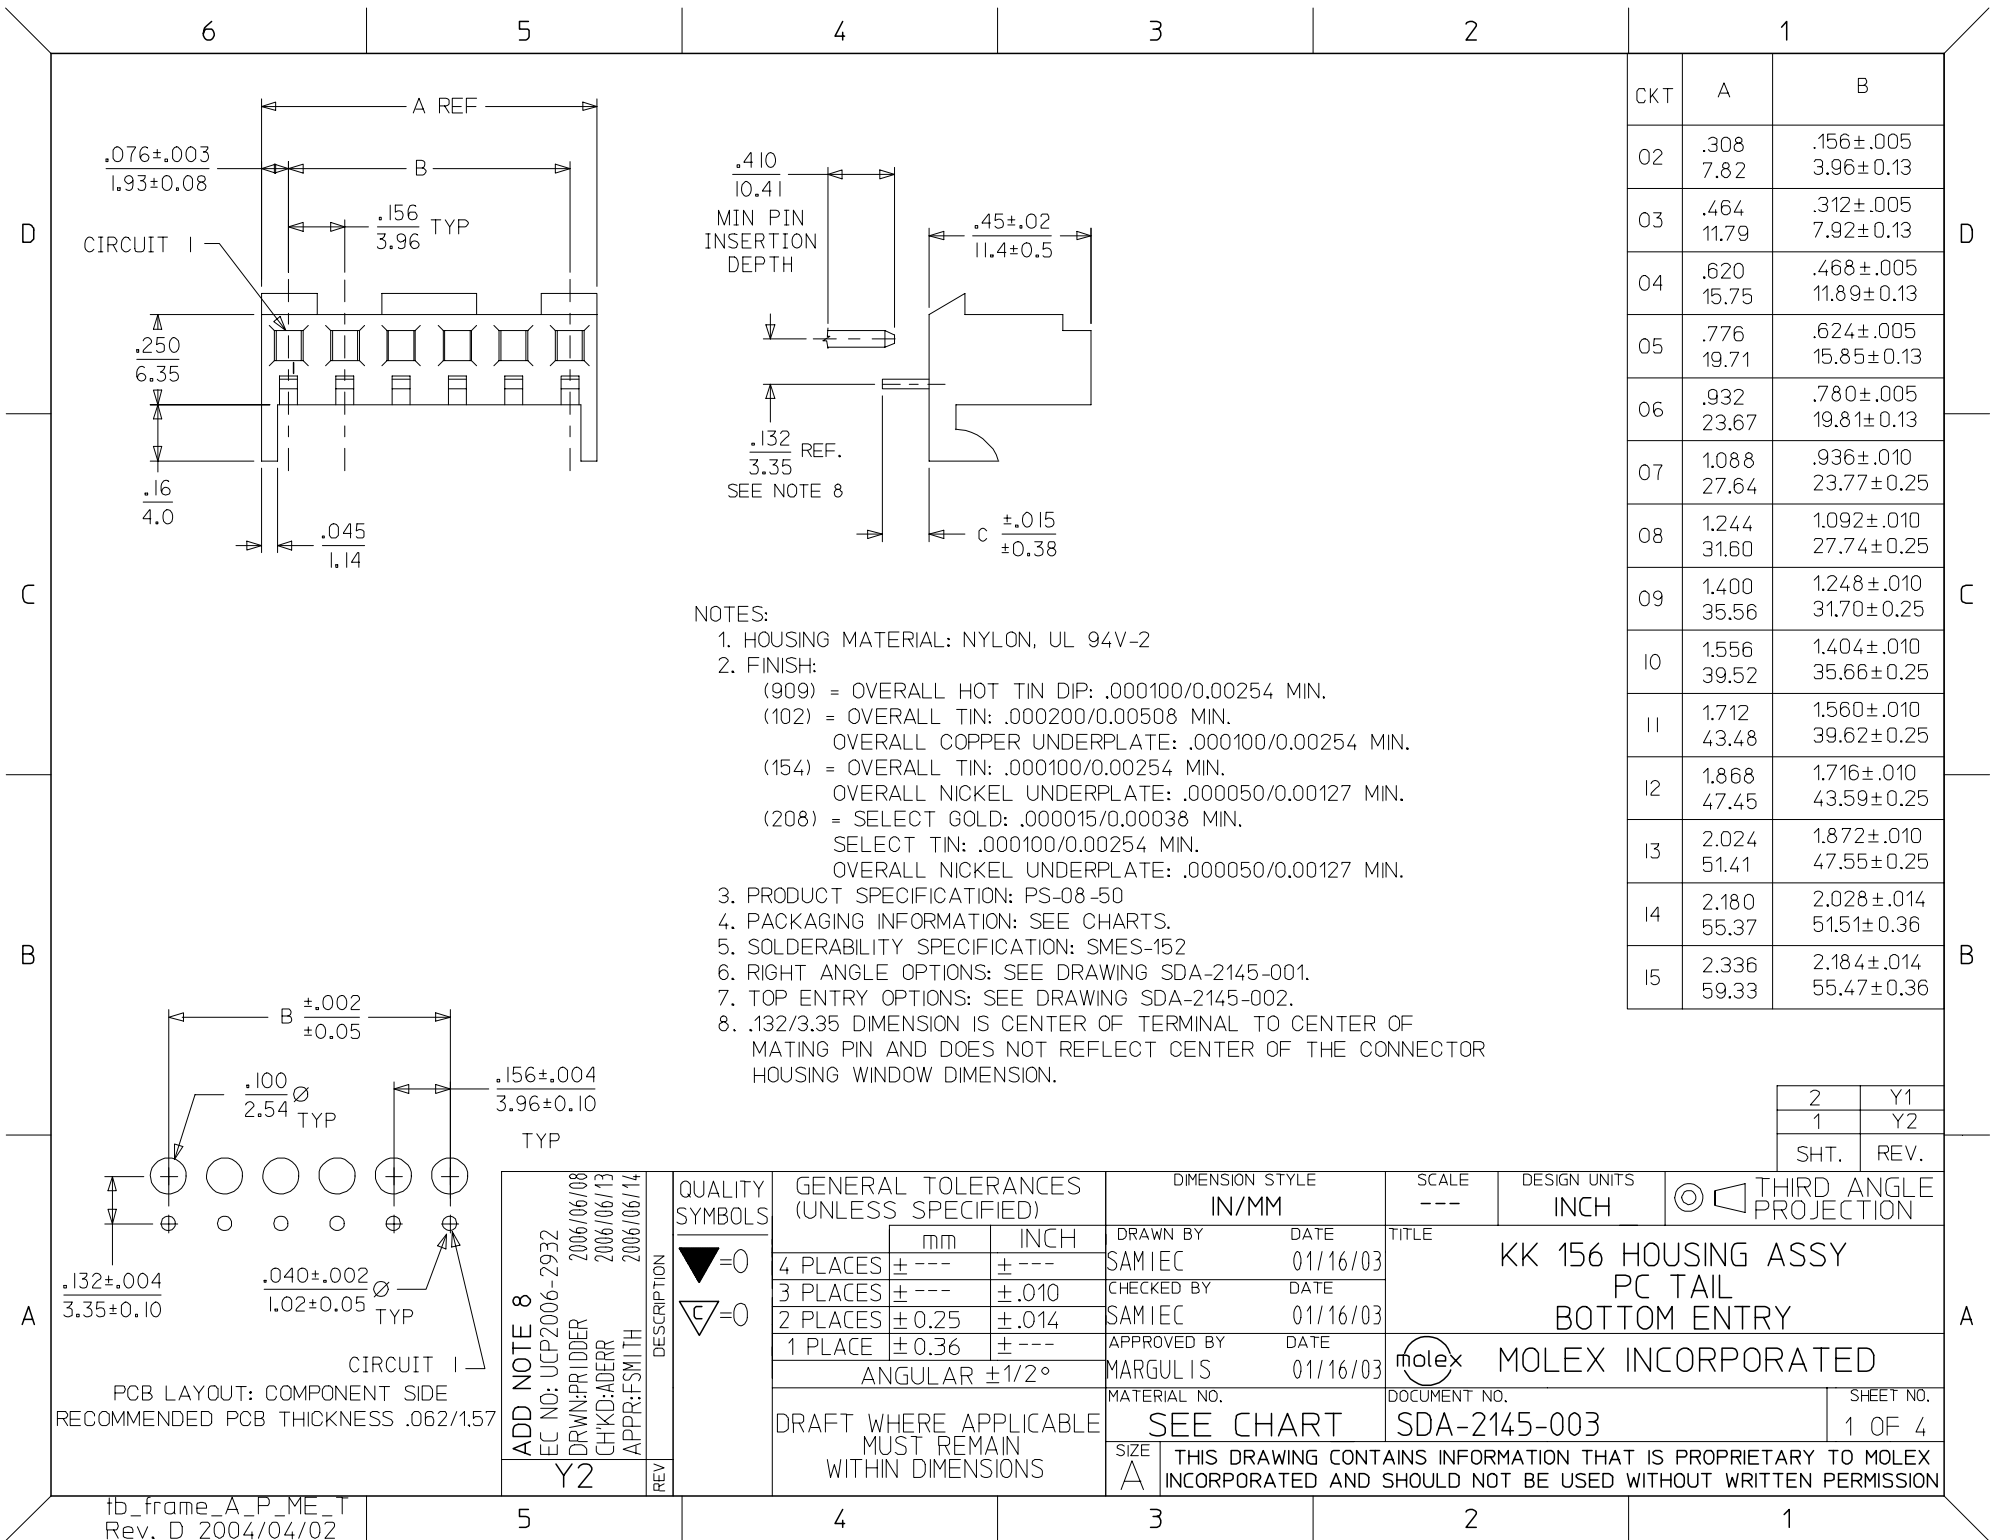 6 5 4 3 2 1
D D
C C
B B
A A
A REF
.076±.003
1.93±0.08
B
.156
3.96
TYP
CIRCUIT 1
.250
6.35
.16
4.0
.045
1.14
.410
10.41
MIN PIN
INSERTION
DEPTH
.45±.02
11.4±0.5
.132
3.35
REF.
SEE NOTE 8
C
±.015
±0.38
CKT A B
02 .308 .156±.005
7.82 3.96±0.13
03 .464 .312±.005
11.79 7.92±0.13
04 .620 .468±.005
15.75 11.89±0.13
05 .776 .624±.005
19.71 15.85±0.13
06 .932 .780±.005
23.67 19.81±0.13
07 1.088 .936±.010
27.64 23.77±0.25
08 1.244 1.092±.010
31.60 27.74±0.25
09 1.400 1.248±.010
35.56 31.70±0.25
10 1.556 1.404±.010
39.52 35.66±0.25
11 1.712 1.560±.010
43.48 39.62±0.25
12 1.868 1.716±.010
47.45 43.59±0.25
13 2.024 1.872±.010
51.41 47.55±0.25
14 2.180 2.028±.014
55.37 51.51±0.36
15 2.336 2.184±.014
59.33 55.47±0.36
NOTES:
1. HOUSING MATERIAL: NYLON, UL 94V-2
2. FINISH:
(909) = OVERALL HOT TIN DIP: .000100/0.00254 MIN.
(102) = OVERALL TIN: .000200/0.00508 MIN.
OVERALL COPPER UNDERPLATE: .000100/0.00254 MIN.
(154) = OVERALL TIN: .000100/0.00254 MIN.
OVERALL NICKEL UNDERPLATE: .000050/0.00127 MIN.
(208) = SELECT GOLD: .000015/0.00038 MIN.
SELECT TIN: .000100/0.00254 MIN.
OVERALL NICKEL UNDERPLATE: .000050/0.00127 MIN.
3. PRODUCT SPECIFICATION: PS-08-50
4. PACKAGING INFORMATION: SEE CHARTS.
5. SOLDERABILITY SPECIFICATION: SMES-152
6. RIGHT ANGLE OPTIONS: SEE DRAWING SDA-2145-001.
7. TOP ENTRY OPTIONS: SEE DRAWING SDA-2145-002.
8. .132/3.35 DIMENSION IS CENTER OF TERMINAL TO CENTER OF
MATING PIN AND DOES NOT REFLECT CENTER OF THE CONNECTOR
HOUSING WINDOW DIMENSION.
B
±.002
±0.05
.100
2.54
Ø
TYP
.156±.004
3.96±0.10
TYP
.132±.004
3.35±0.10
.040±.002
1.02±0.05
Ø
TYP
CIRCUIT 1
PCB LAYOUT: COMPONENT SIDE
RECOMMENDED PCB THICKNESS .062/1.57
2 Y1
1 Y2
SHT. REV.
ADD NOTE 8
EC NO: UCP2006-2932
DRWN:PRIDDER 2006/06/08
CH'KD:ADERR 2006/06/13
APPR:FSMITH 2006/06/14
DESCRIPTION
Y2
REV
QUALITY
SYMBOLS
=0
C =0
GENERAL TOLERANCES
(UNLESS SPECIFIED)
mm INCH
4 PLACES ± --- ± ---
3 PLACES ± --- ±.010
2 PLACES ±0.25 ±.014
1 PLACE ±0.36 ± ---
ANGULAR ±1/2°
DRAFT WHERE APPLICABLE
MUST REMAIN
WITHIN DIMENSIONS
DIMENSION STYLE
IN/MM
SCALE
---
DESIGN UNITS
INCH
THIRD ANGLE
PROJECTION
DRAWN BY DATE
SAMIEC 01/16/03
CHECKED BY DATE
SAMIEC 01/16/03
APPROVED BY DATE
MARGULIS 01/16/03
TITLE
KK 156 HOUSING ASSY
PC TAIL
BOTTOM ENTRY
molex MOLEX INCORPORATED
MATERIAL NO.
SEE CHART
DOCUMENT NO.
SDA-2145-003
SHEET NO.
1 OF 4
SIZE
A
THIS DRAWING CONTAINS INFORMATION THAT IS PROPRIETARY TO MOLEX
INCORPORATED AND SHOULD NOT BE USED WITHOUT WRITTEN PERMISSION
tb_frame_A_P_ME_T
Rev. D 2004/04/02
5 4 3 2 1